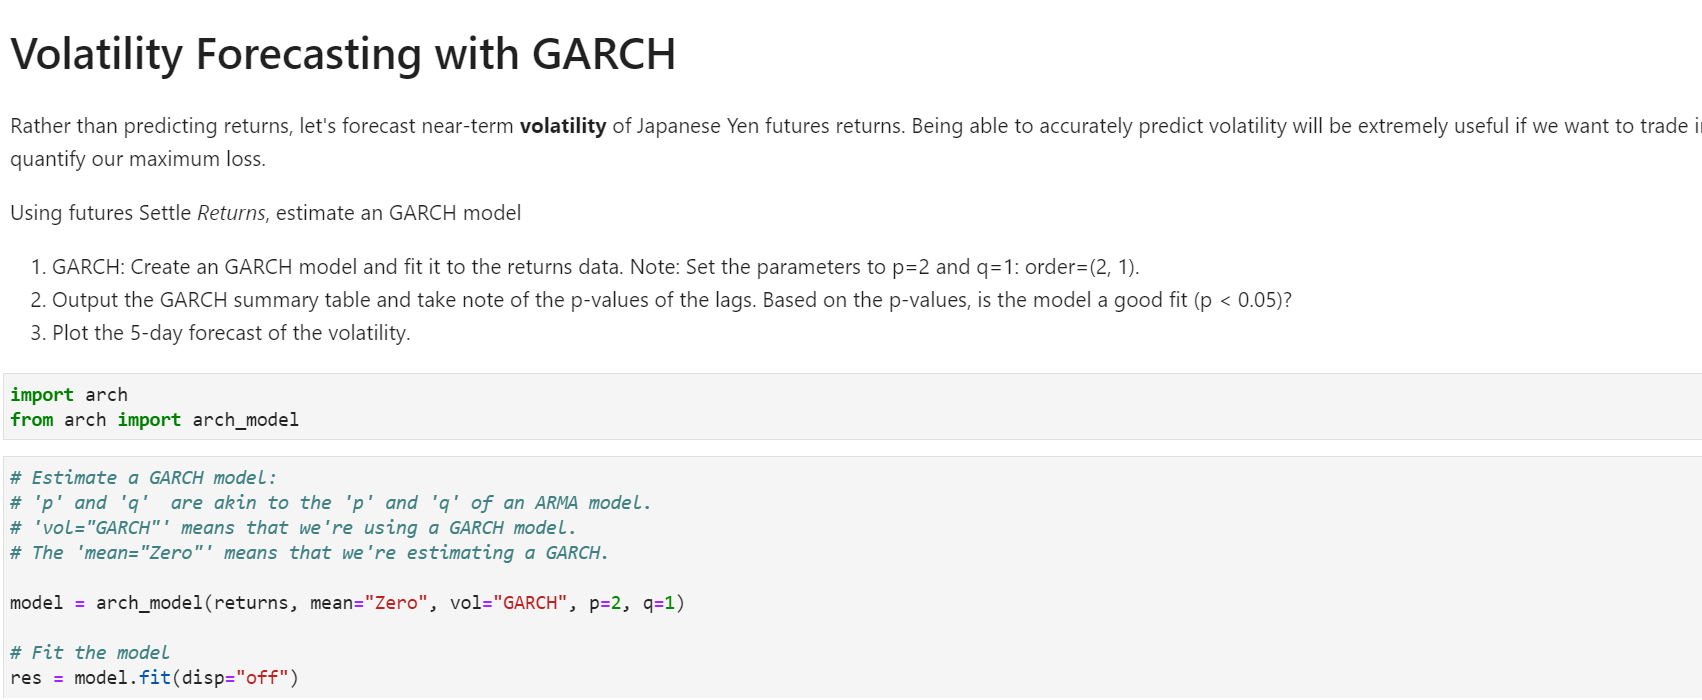 Volatility Forecasting with GARCH
Rather than predicting returns, let's forecast near-term volatility of Japanese Yen futures returns. Being able to accurately predict volatility will be extremely useful if we want to trade
quantify our maximum loss.
Using futures Settle Returns, estimate an GARCH model
1. GARCH: Create an GARCH model and fit it to the returns data. Note: Set the parameters to p=2 and q=1: order=(2, 1).
2. Output the GARCH summary table and take note of the p-values of the lags. Based on the p-values, is the model a good fit (p < 0.05)?
3. Plot the 5-day forecast of the volatility.
import arch
from arch import arch_model
# Estimate a GARCH model:
# 'p' and 'q'  are akin to the 'p' and 'q' of an ARMA model.
# 'vol="GARCH"' means that we're using a GARCH model.
# The 'mean="Zero"' means that we're estimating a GARCH.
model = arch_model(returns, mean="Zero", vol="GARCH", p=2, q=1)
# Fit the model
res = model.fit(disp="off")